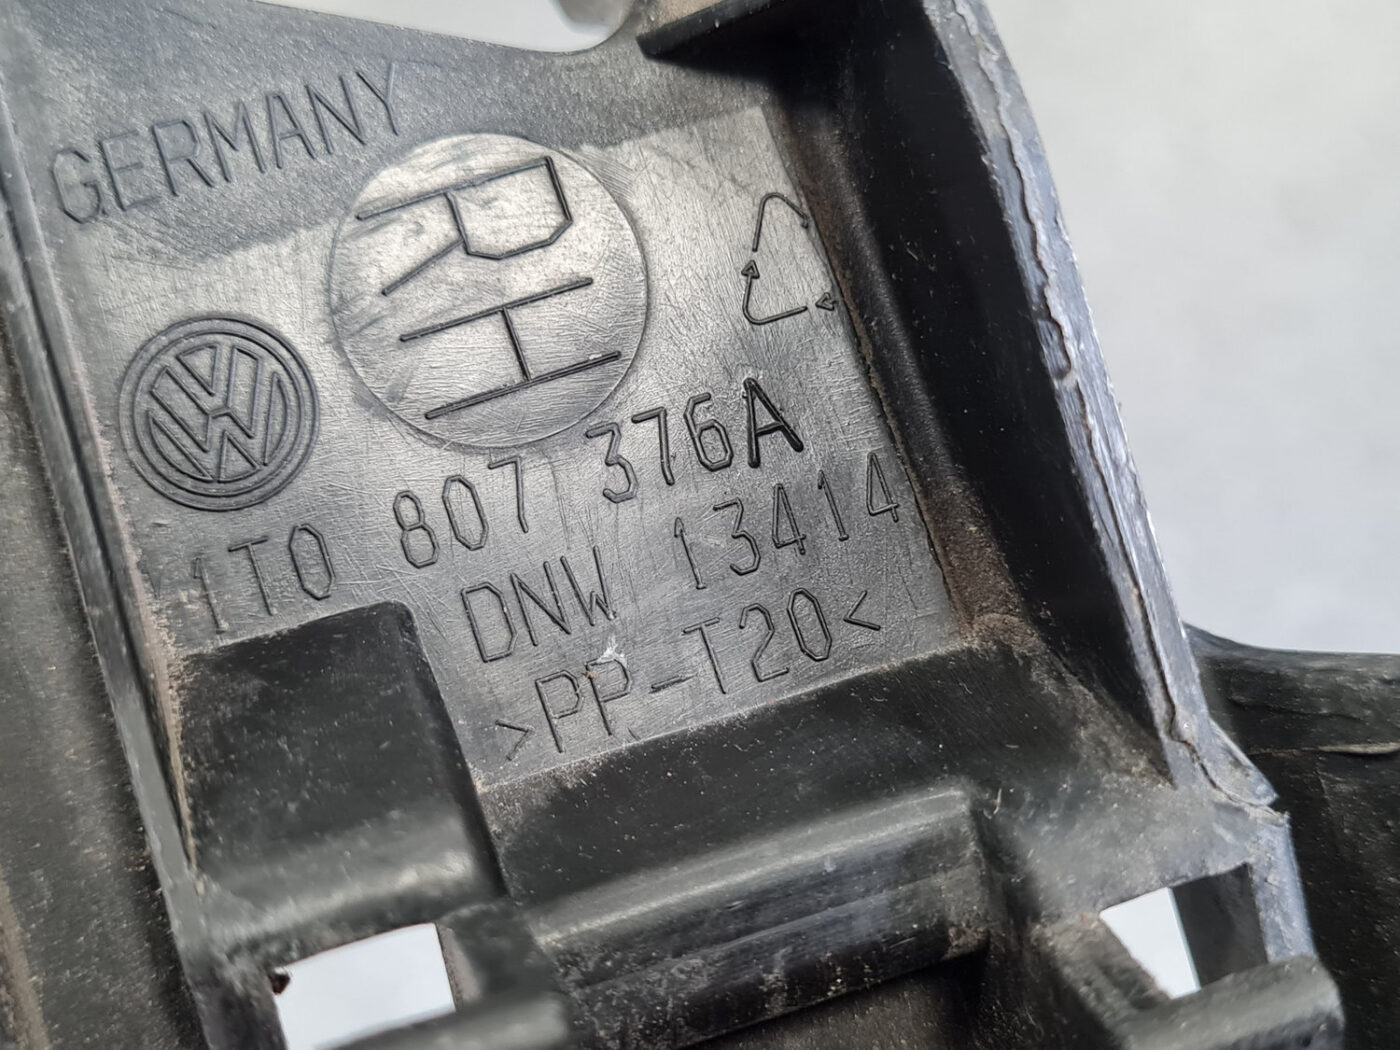 GERMANY
RH
1T0 807 376A
DNW 13414
>PP-T20<